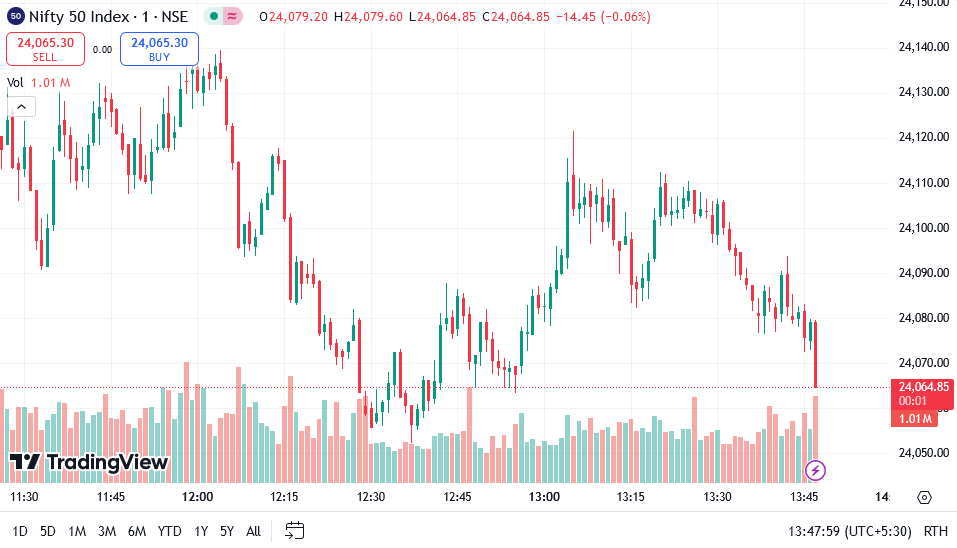 50 Nifty 50 Index · 1 · NSE ≈ O24,079.20 H24,079.60 L24,064.85 C24,064.85 −14.45 (−0.06%)
24,065.30 SELL
0.00
24,065.30 BUY
Vol 1.01 M
24,150.00
24,140.00
24,130.00
24,120.00
24,110.00
24,100.00
24,090.00
24,080.00
24,070.00
24,064.85
00:01
1.01 M
24,050.00
TradingView
11:30 11:45 12:00 12:15 12:30 12:45 13:00 13:15 13:30 13:45 14:
1D 5D 1M 3M 6M YTD 1Y 5Y All 13:47:59 (UTC+5:30) RTH